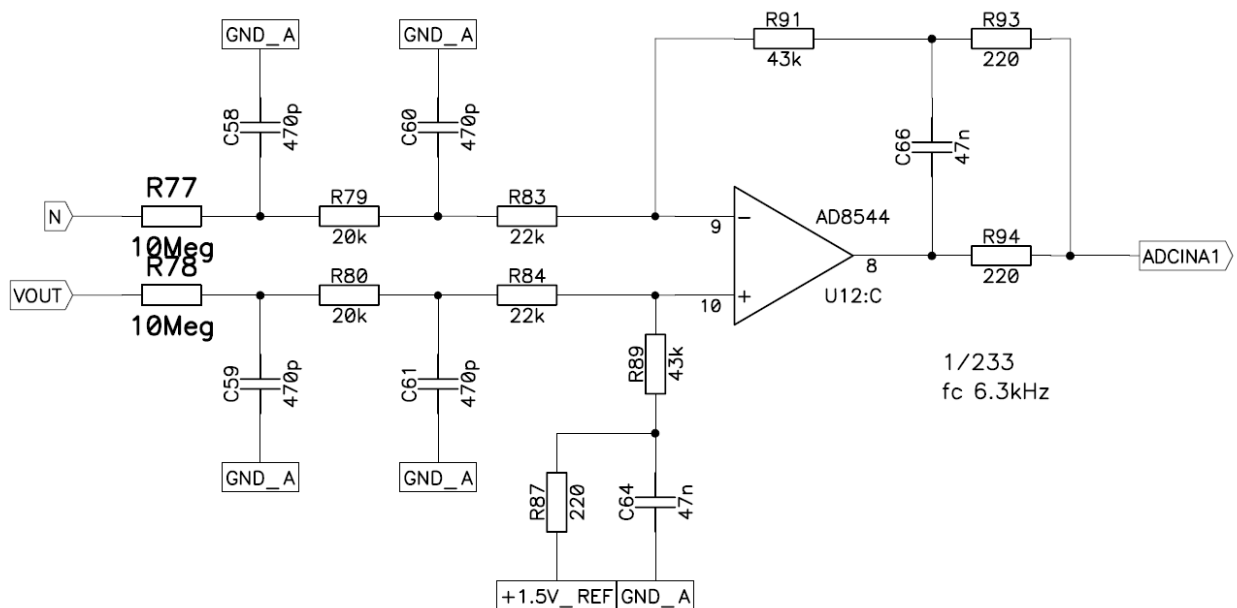 GND_A
GND_A
R91
43k
R93
220
C58
470p
C60
470p
C66
47n
R77
N
10Meg
R79
20k
R83
22k
9
AD8544
8
R94
220
ADCINA1
R78
VOUT
10Meg
R80
20k
R84
22k
10
U12:C
C59
470p
C61
470p
R89
43k
1/233
fc 6.3kHz
GND_A
GND_A
R87
220
C64
47n
+1.5V_REF
GND_A